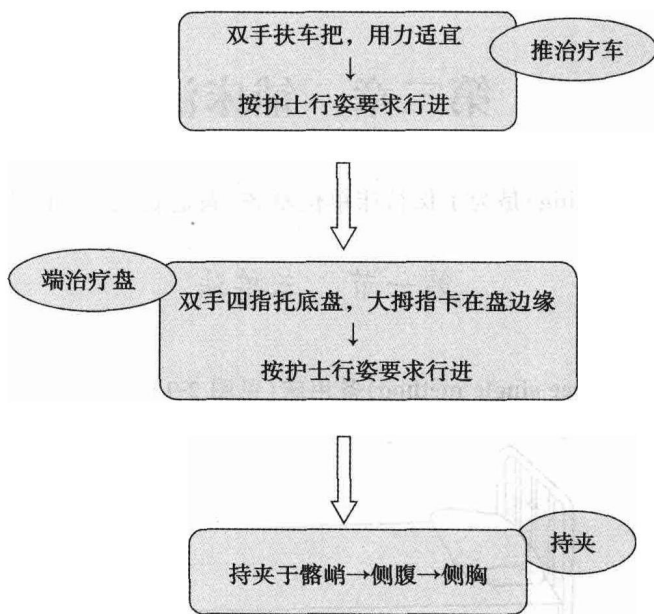 双手扶车把，用力适宜
推治疗车
↓
按护士行姿要求行进
端治疗盘
双手四指托底盘，大拇指卡在盘边缘
↓
按护士行姿要求行进
持夹
持夹于髂峭→侧腹→侧胸